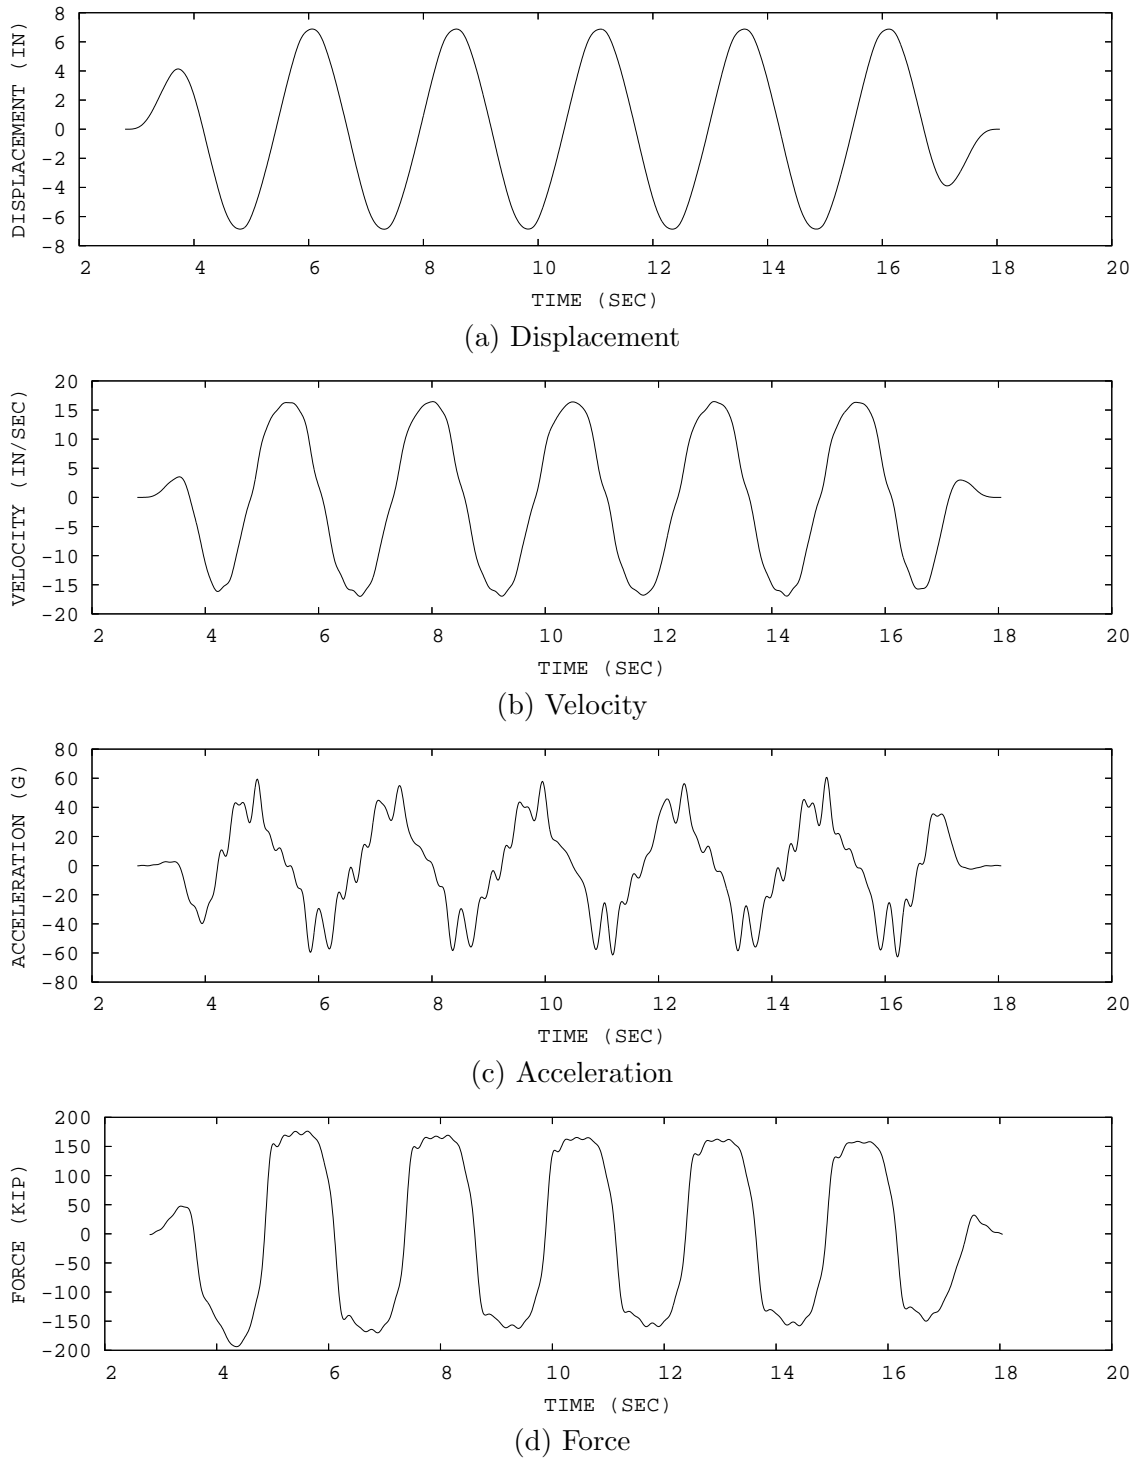 DISPLACEMENT (IN)
8
6
4
2
0
-2
-4
-6
-8
2 4 6 8 10 12 14 16 18 20
TIME (SEC)
(a) Displacement
VELOCITY (IN/SEC)
20
15
10
5
0
-5
-10
-15
-20
2 4 6 8 10 12 14 16 18 20
TIME (SEC)
(b) Velocity
ACCELERATION (G)
80
60
40
20
0
-20
-40
-60
-80
2 4 6 8 10 12 14 16 18 20
TIME (SEC)
(c) Acceleration
FORCE (KIP)
200
150
100
50
0
-50
-100
-150
-200
2 4 6 8 10 12 14 16 18 20
TIME (SEC)
(d) Force